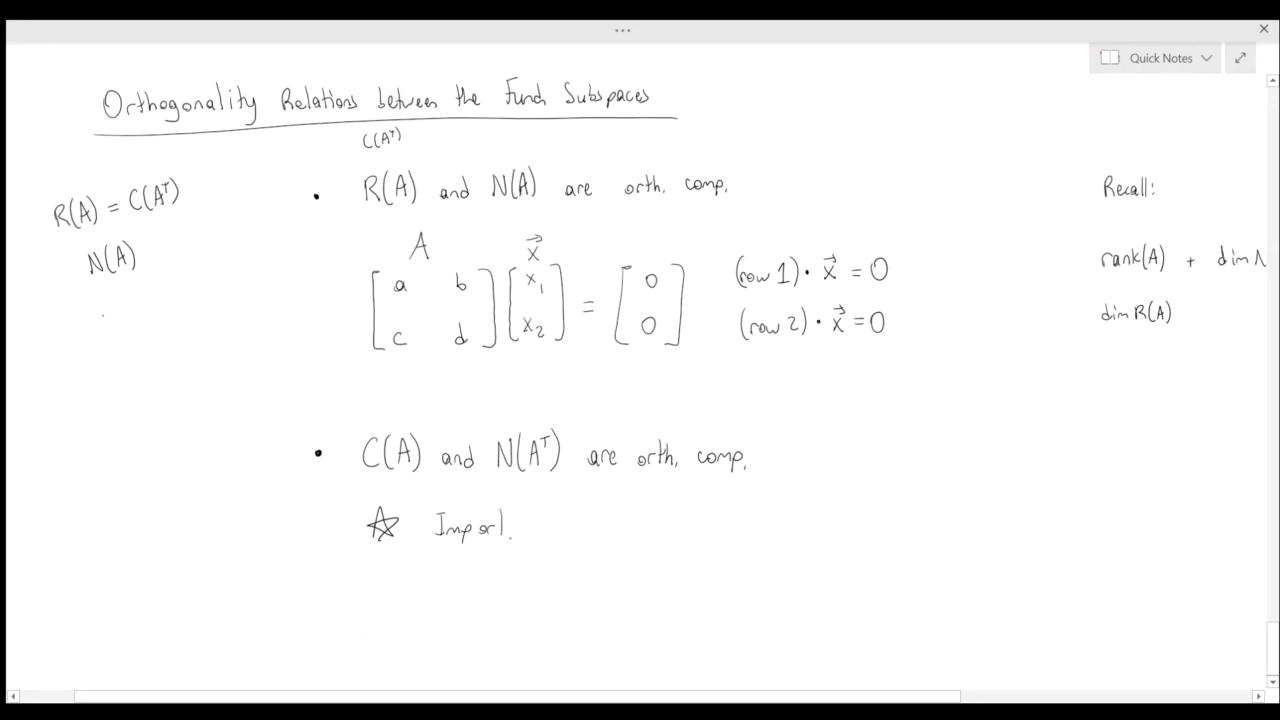 Quick Notes
Orthogonality Relations between the Fund Subspaces
C(Aᵀ)
R(A) = C(Aᵀ)
N(A)
• R(A) and N(A) are orth. comp.
A x⃗
[a b; c d] [x₁; x₂] = [0; 0]
(row 1) · x⃗ = 0
(row 2) · x⃗ = 0
Recall:
rank(A) + dim
dim R(A)
• C(A) and N(Aᵀ) are orth. comp.
☆